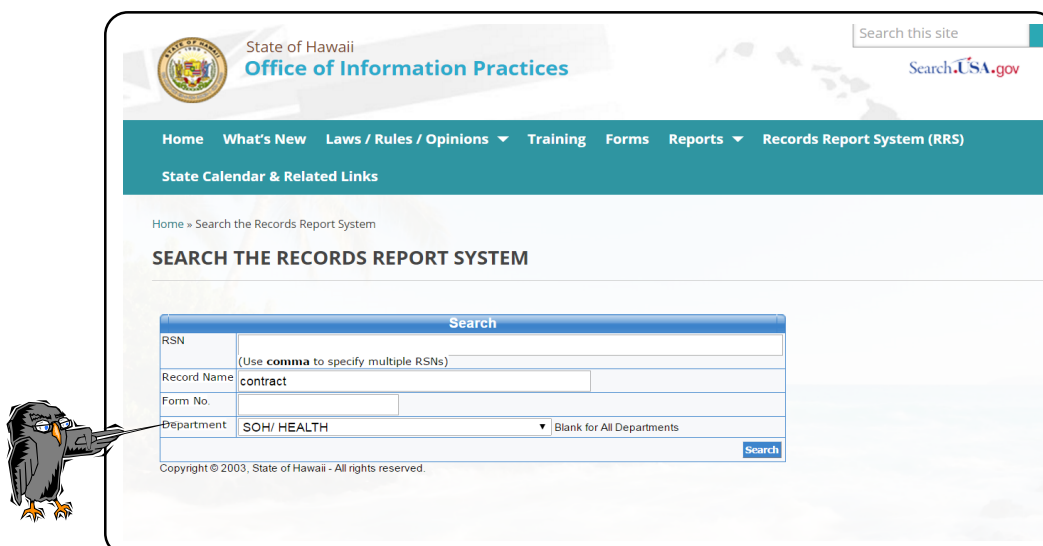 State of Hawaii
Office of Information Practices
Search this site
Search.USA.gov
Home What's New Laws / Rules / Opinions Training Forms Reports Records Report System (RRS)
State Calendar & Related Links
Home » Search the Records Report System
SEARCH THE RECORDS REPORT SYSTEM
Search
RSN
(Use comma to specify multiple RSNs)
Record Name contract
Form No.
Department SOH/ HEALTH Blank for All Departments
Search
Copyright © 2003, State of Hawaii - All rights reserved.